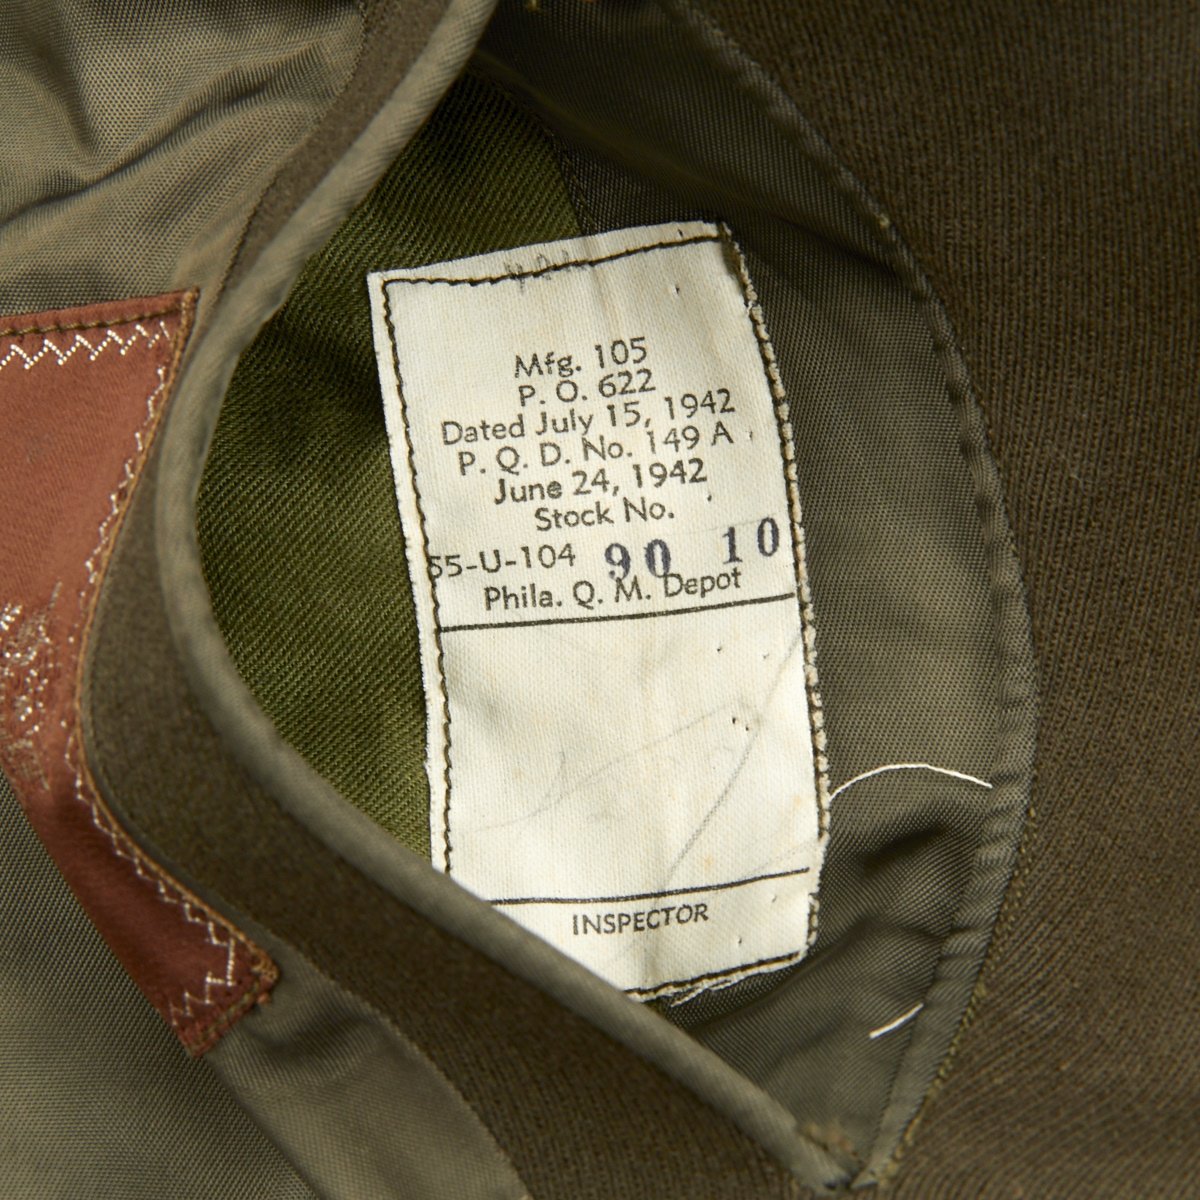 Mfg. 105
P. O. 622
Dated July 15, 1942
P. Q. D. No. 149 A
June 24, 1942
Stock No.
55-U-104 90 10
Phila. Q. M. Depot
INSPECTOR